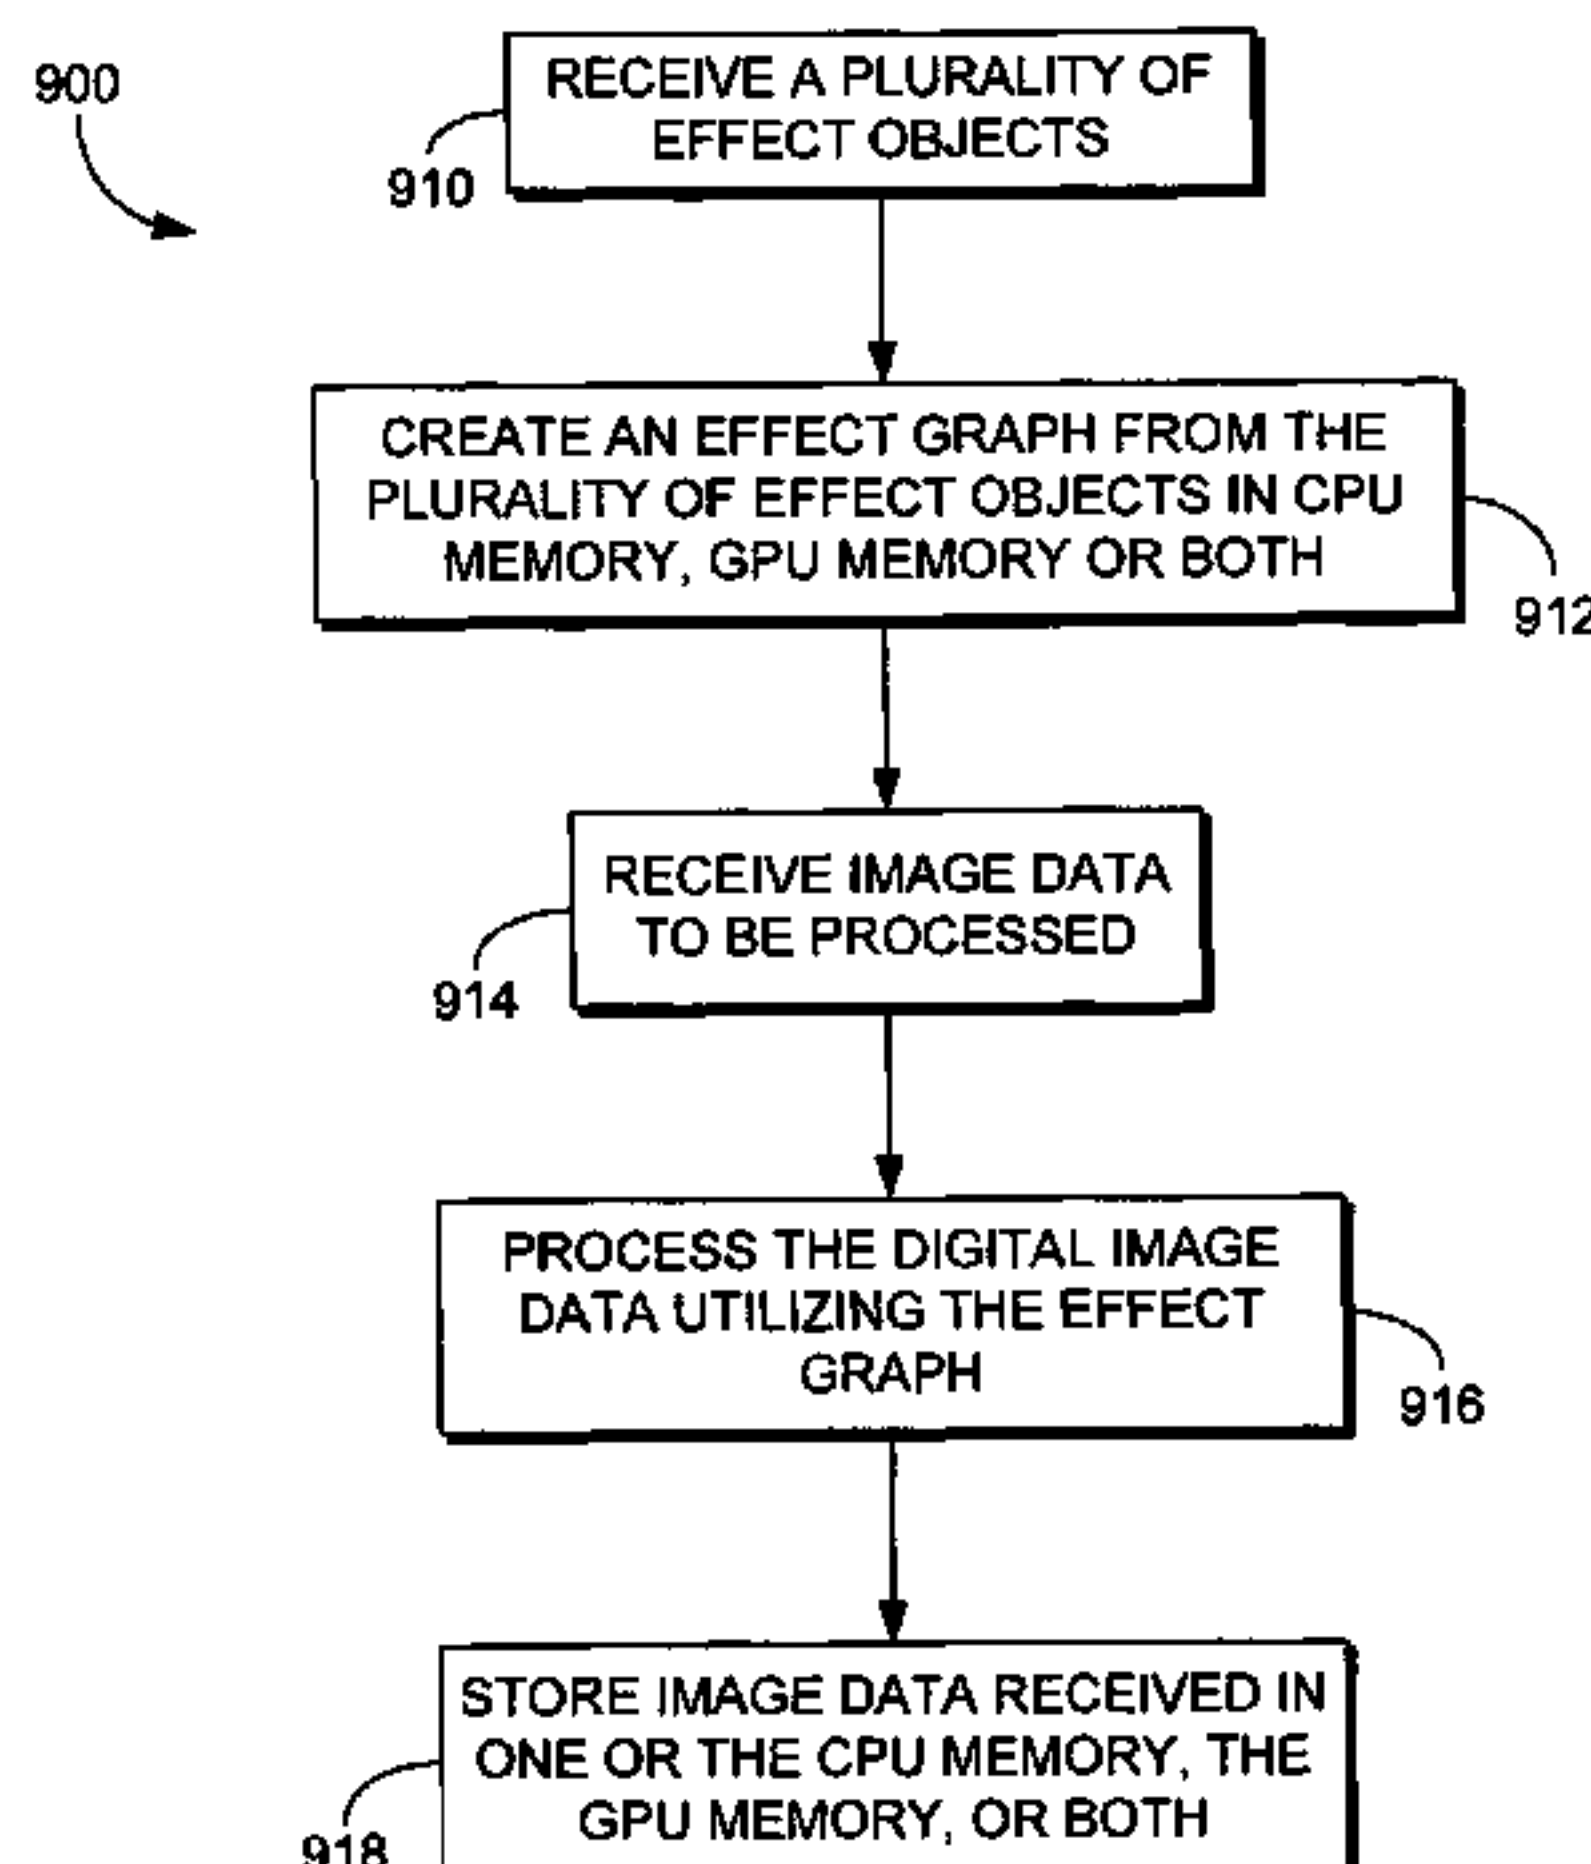 900
RECEIVE A PLURALITY OF
EFFECT OBJECTS
910
CREATE AN EFFECT GRAPH FROM THE
PLURALITY OF EFFECT OBJECTS IN CPU
MEMORY, GPU MEMORY OR BOTH
912
RECEIVE IMAGE DATA
TO BE PROCESSED
914
PROCESS THE DIGITAL IMAGE
DATA UTILIZING THE EFFECT
GRAPH
916
STORE IMAGE DATA RECEIVED IN
ONE OR THE CPU MEMORY, THE
GPU MEMORY, OR BOTH
918